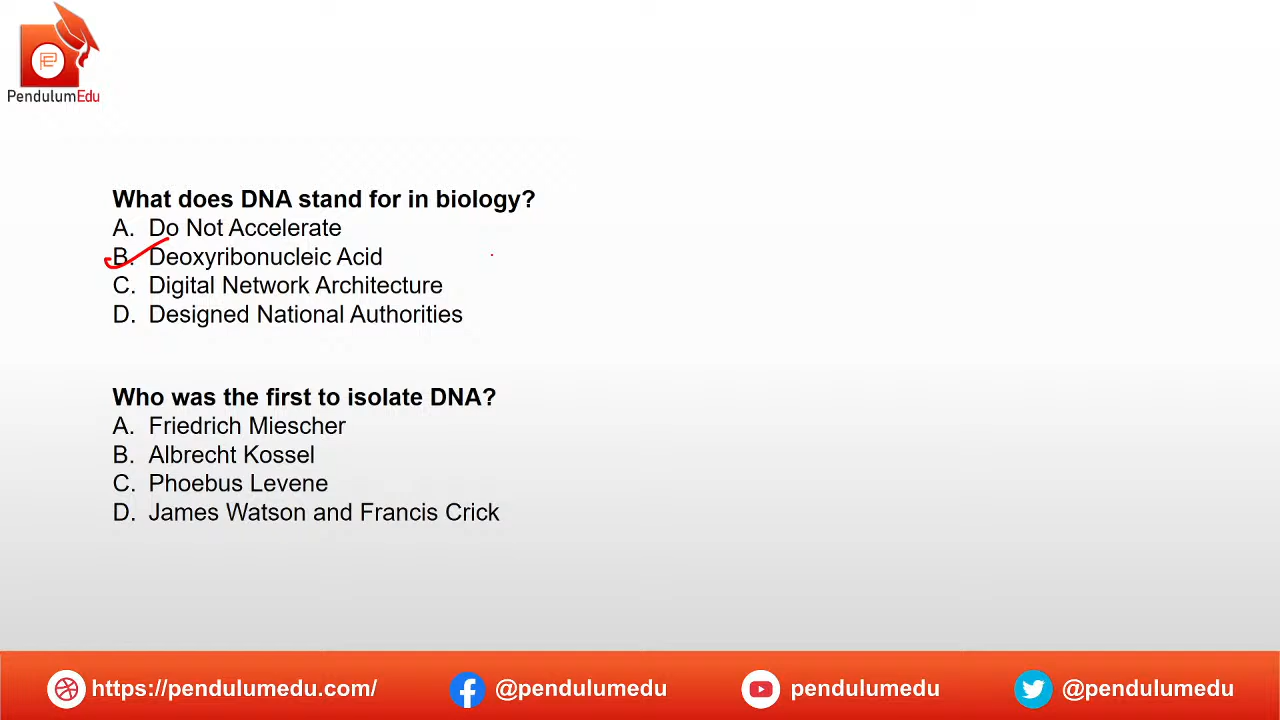 PendulumEdu
What does DNA stand for in biology?
A. Do Not Accelerate
B. Deoxyribonucleic Acid
C. Digital Network Architecture
D. Designed National Authorities
Who was the first to isolate DNA?
A. Friedrich Miescher
B. Albrecht Kossel
C. Phoebus Levene
D. James Watson and Francis Crick
https://pendulumedu.com/ @pendulumedu pendulumedu @pendulumedu